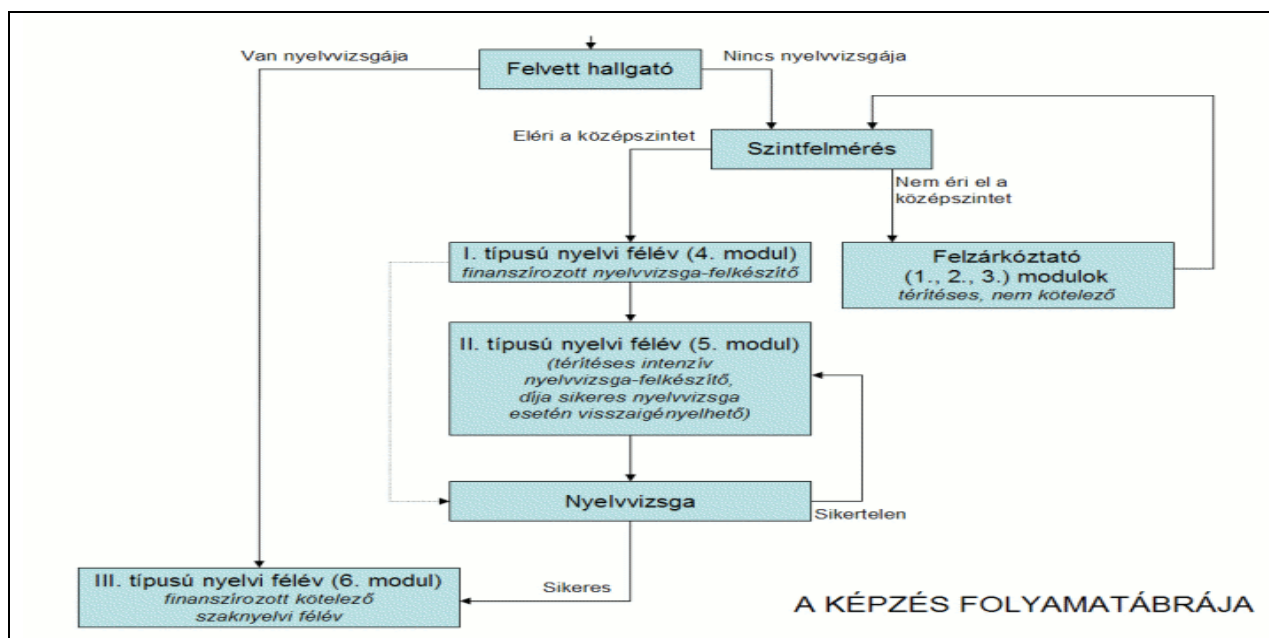 Van nyelvvizsgája
Felvett hallgató
Nincs nyelvvizsgája
Eléri a középszintet
Szintfelmérés
Nem éri el a
középszintet
I. típusú nyelvi félév (4. modul)
finanszírozott nyelvvizsga-felkészítő
Felzárkóztató
(1., 2., 3.) modulok
térítéses, nem kötelező
II. típusú nyelvi félév (5. modul)
(térítéses intenzív
nyelvvizsga-felkészítő,
díja sikeres nyelvvizsga
esetén visszaigényelhető)
Nyelvvizsga
Sikertelen
III. típusú nyelvi félév (6. modul)
finanszírozott kötelező
szaknyelvi félév
Sikeres
A KÉPZÉS FOLYAMATÁBRÁJA